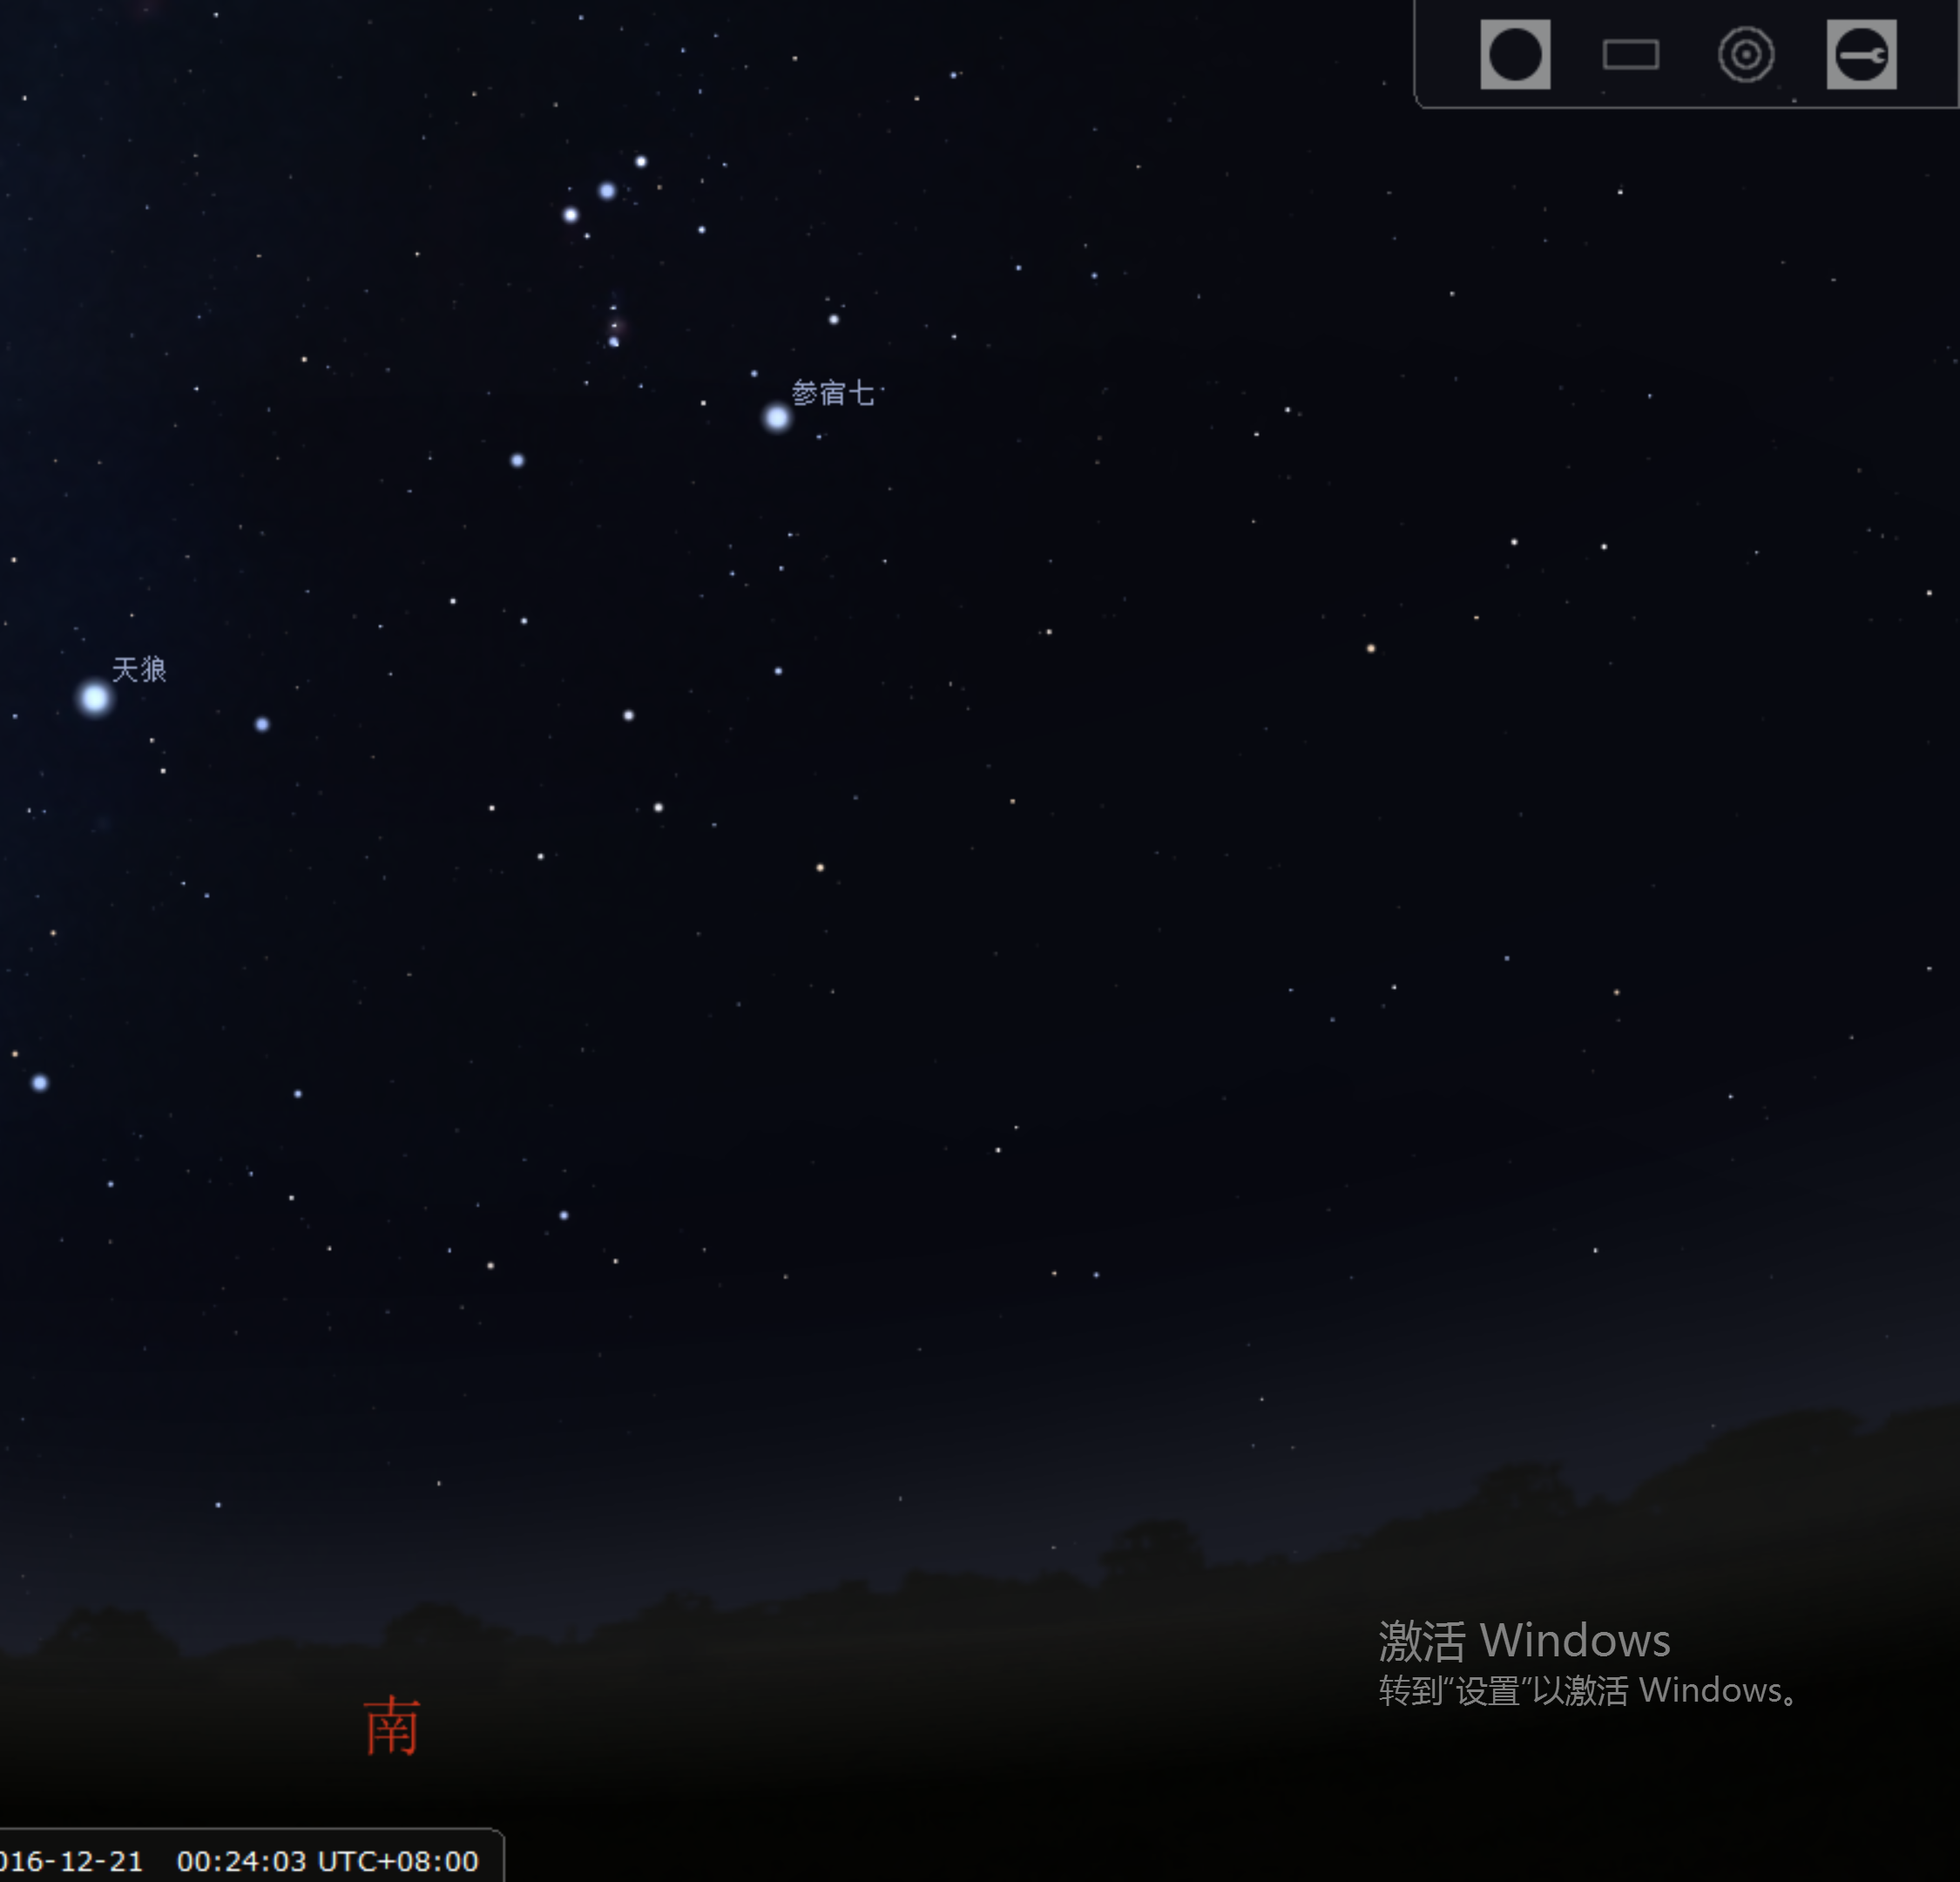 参宿七
天狼
激活 Windows
转到“设置”以激活 Windows。
南
016-12-21 00:24:03 UTC+08:00